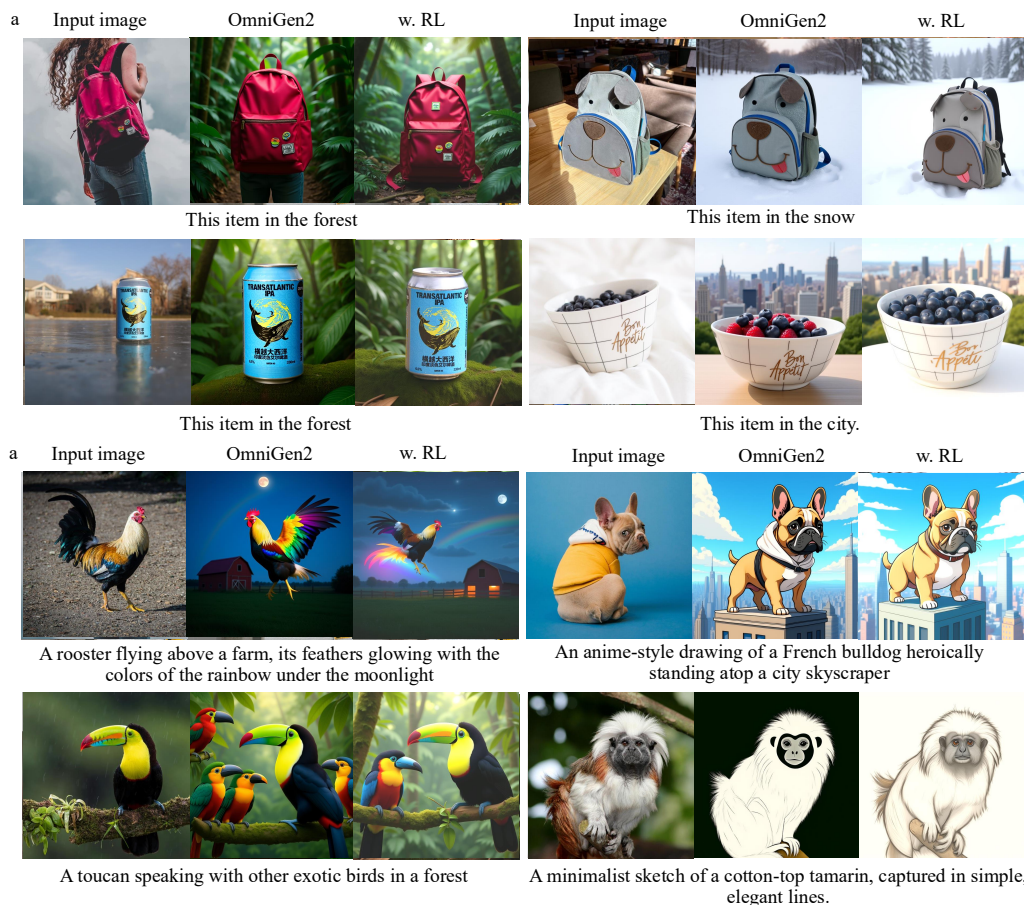 a
Input image OmniGen2 w. RL Input image OmniGen2 w. RL
This item in the forest This item in the snow
TRANSATLANTIC
IPA
TRANSATLANTIC
IPA
橫越大西洋
TRANSATLANTIC
IPA
Bon
Appetit
Bon
Appetit
Bon
Appetit
This item in the forest This item in the city.
a
Input image OmniGen2 w. RL Input image OmniGen2 w. RL
A rooster flying above a farm, its feathers glowing with the
colors of the rainbow under the moonlight
An anime-style drawing of a French bulldog heroically
standing atop a city skyscraper
A toucan speaking with other exotic birds in a forest
A minimalist sketch of a cotton-top tamarin, captured in simple,
elegant lines.